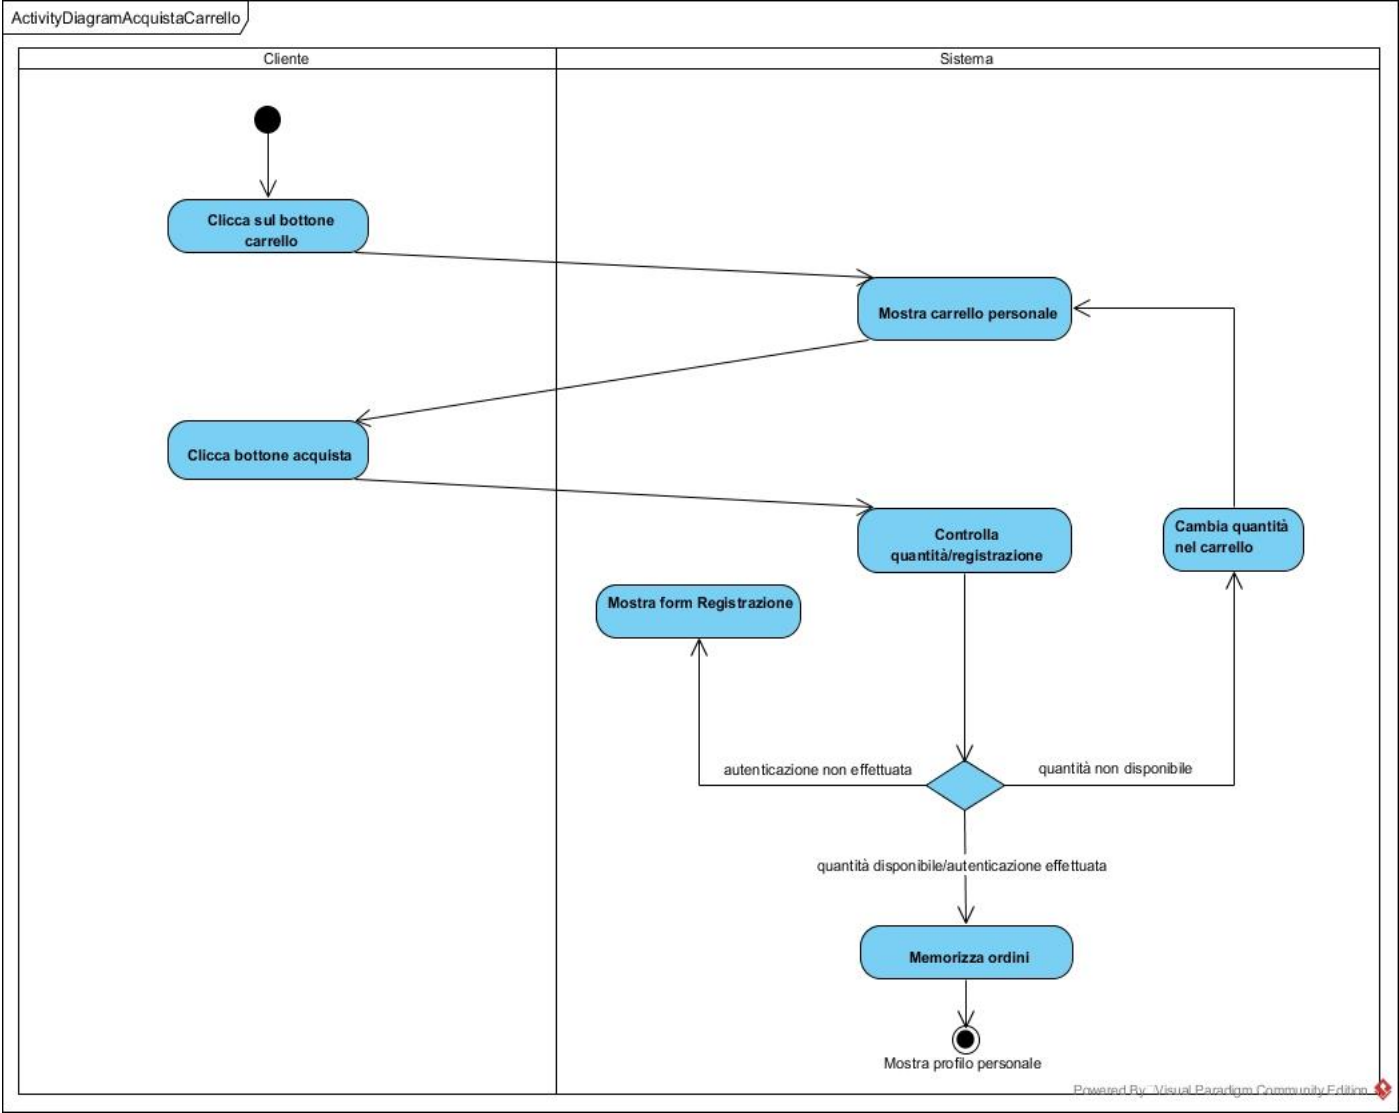 ActivityDiagramAcquistaCarrello
Cliente
Sistema
Clicca sul bottone
carrello
Mostra carrello personale
Clicca bottone acquista
Controlla
quantità/registrazione
Cambia quantità
nel carrello
Mostra form Registrazione
autenticazione non effettuata
quantità non disponibile
quantità disponibile/autenticazione effettuata
Memorizza ordini
Mostra profilo personale
Powered By Visual Paradigm Community Edition